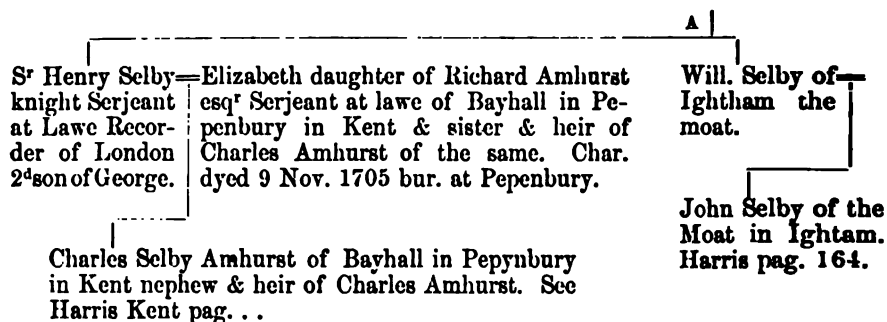 A
Sʳ Henry Selby=Elizabeth daughter of Richard Amhurst
knight Serjeant esqʳ Serjeant at lawe of Bayhall in Pe-
at Lawe Recor- penbury in Kent & sister & heir of
der of London Charles Amhurst of the same. Char.
2ᵈ son of George. dyed 9 Nov. 1705 bur. at Pepenbury.
Will. Selby of=
Ightham the
moat.
Charles Selby Amhurst of Bayhall in Pepynbury
in Kent nephew & heir of Charles Amhurst. See
Harris Kent pag. . .
John Selby of the
Moat in Ightam.
Harris pag. 164.